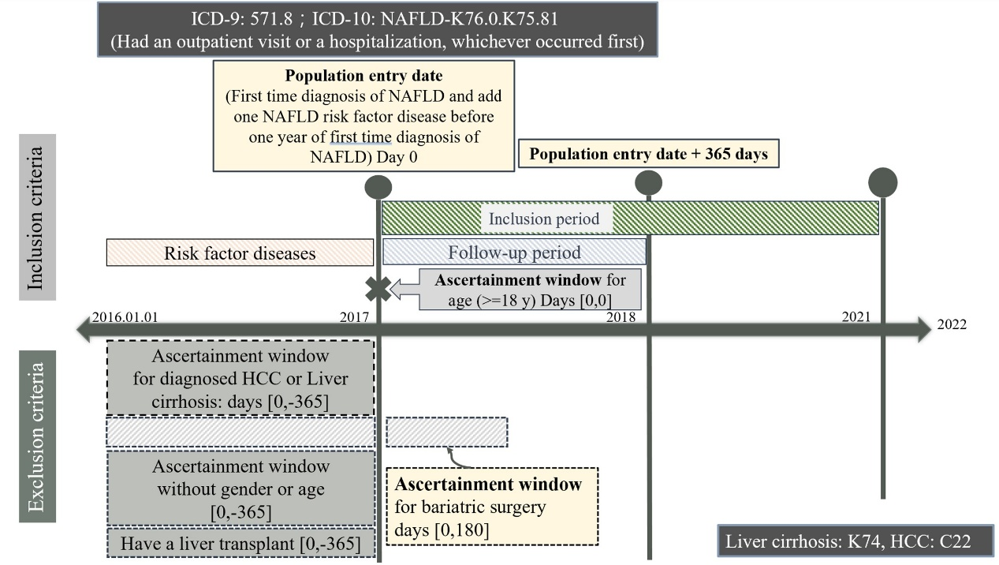 ICD-9: 571.8；ICD-10: NAFLD-K76.0.K75.81
(Had an outpatient visit or a hospitalization, whichever occurred first)
Population entry date
(First time diagnosis of NAFLD and add
one NAFLD risk factor disease before
one year of first time diagnosis of
NAFLD) Day 0
Population entry date + 365 days
Inclusion criteria
Inclusion period
Risk factor diseases
Follow-up period
Ascertainment window for
age (>=18 y) Days [0,0]
2016.01.01
2017
2018
2021
2022
Exclusion criteria
Ascertainment window
for diagnosed HCC or Liver
cirrhosis: days [0,-365]
Ascertainment window
without gender or age
[0,-365]
Have a liver transplant [0,-365]
Ascertainment window
for bariatric surgery
days [0,180]
Liver cirrhosis: K74, HCC: C22